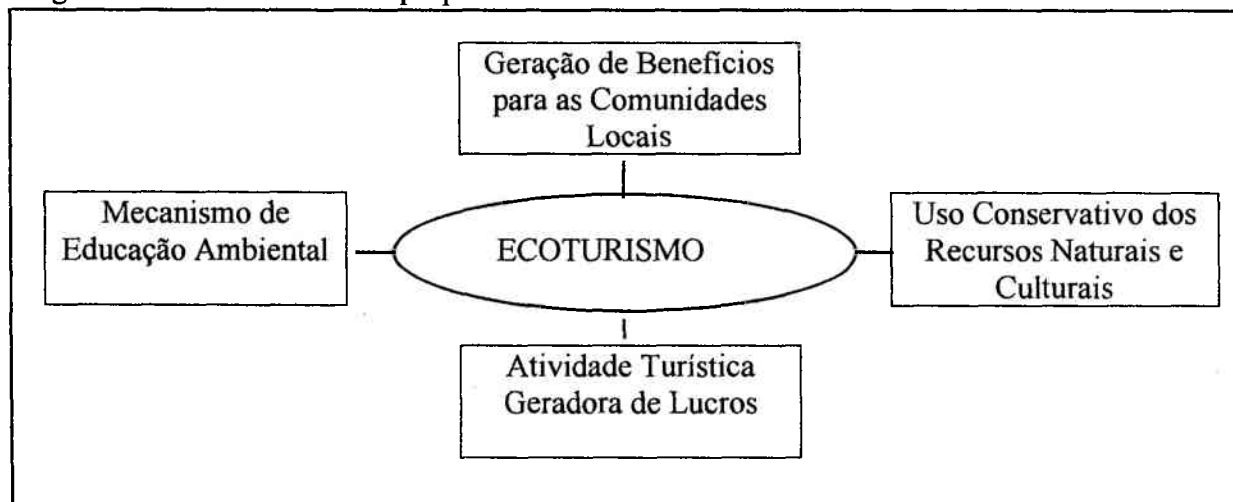 Geração de Benefícios
para as Comunidades
Locais
Mecanismo de
Educação Ambiental
ECOTURISMO
Uso Conservativo dos
Recursos Naturais e
Culturais
Atividade Turística
Geradora de Lucros